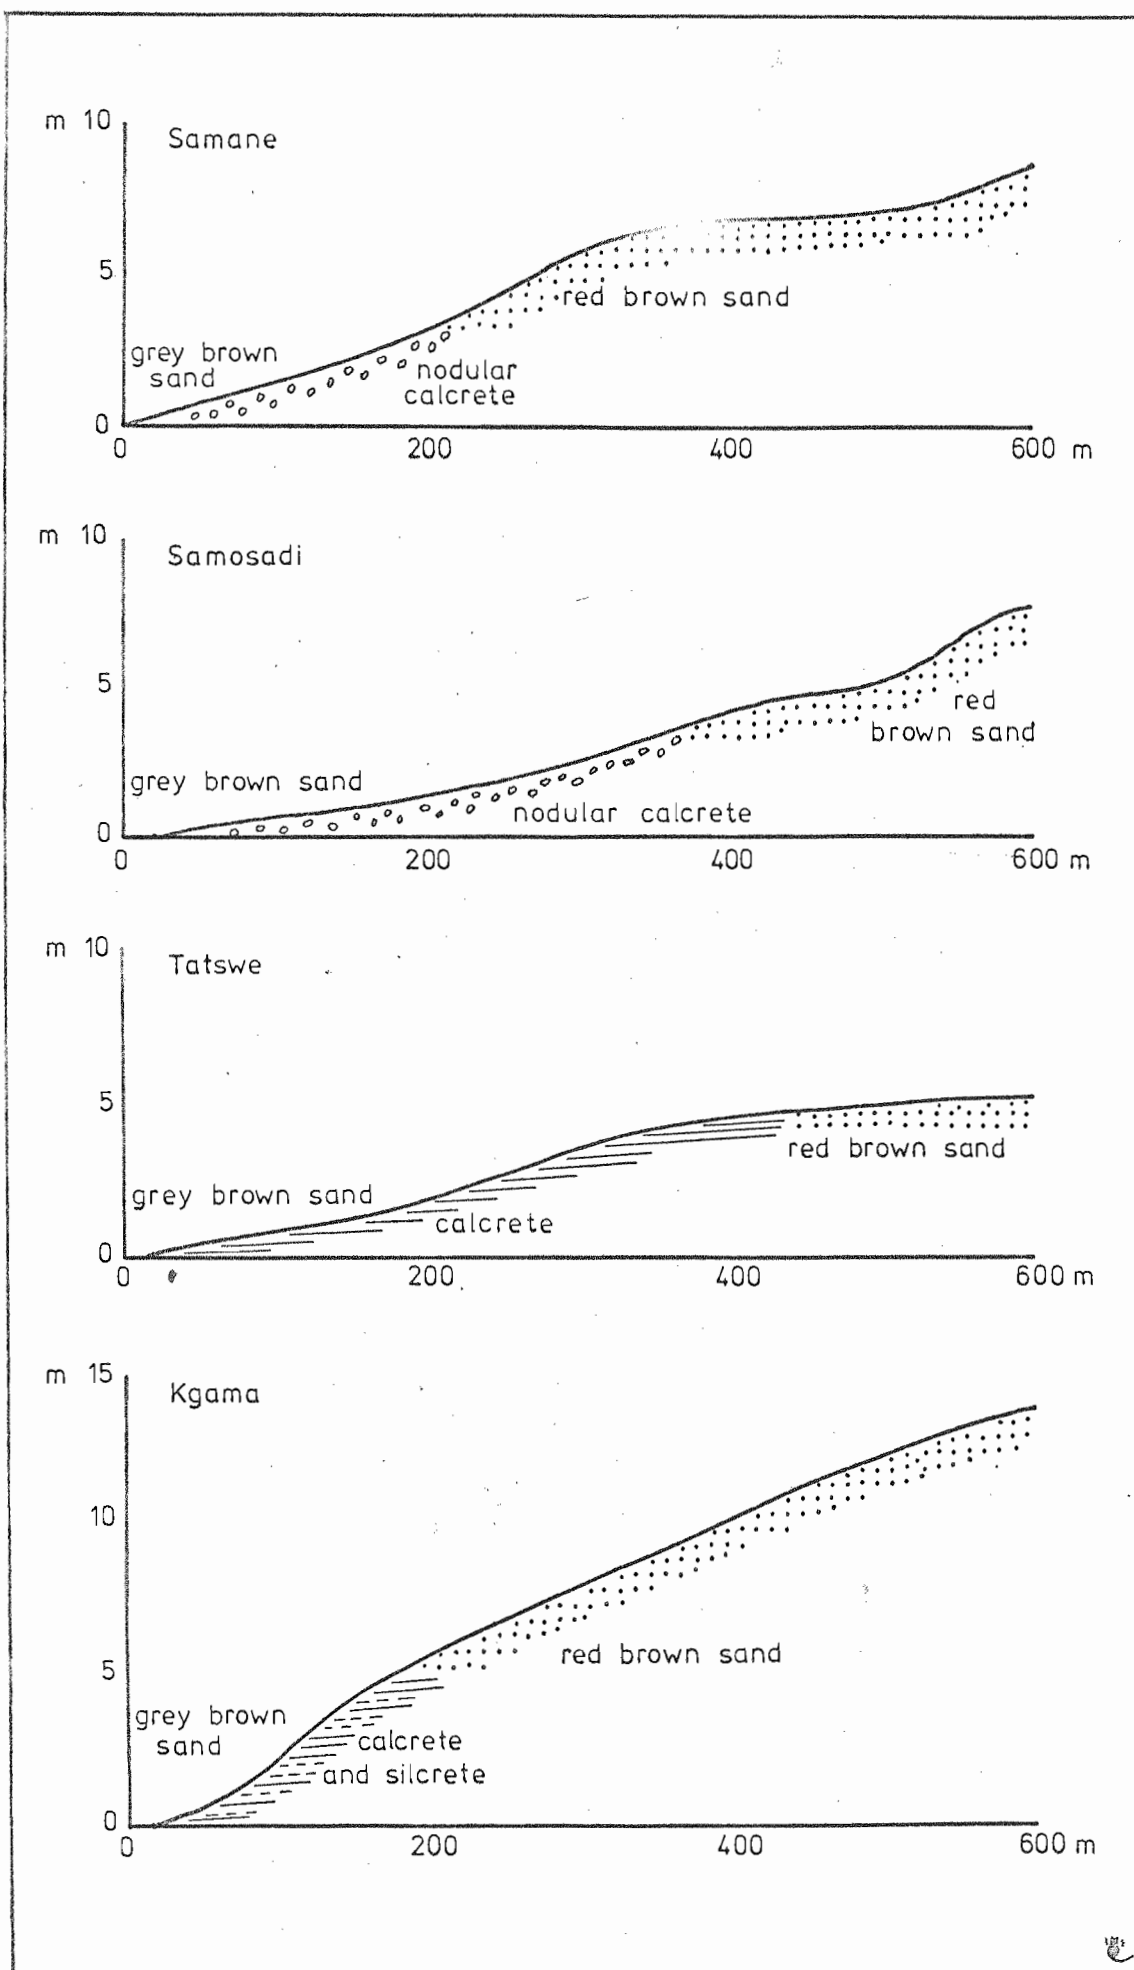 m 10
Samane
5
red brown sand
grey brown
sand
nodular
calcrete
0
0 200 400 600 m
m 10
Samosadi
5
red
brown sand
grey brown sand
nodular calcrete
0
0 200 400 600 m
m 10
Tatswe
5
red brown sand
grey brown sand
calcrete
0
0 200 400 600 m
m 15
Kgama
10
5
red brown sand
grey brown
sand
calcrete
and silcrete
0
0 200 400 600 m